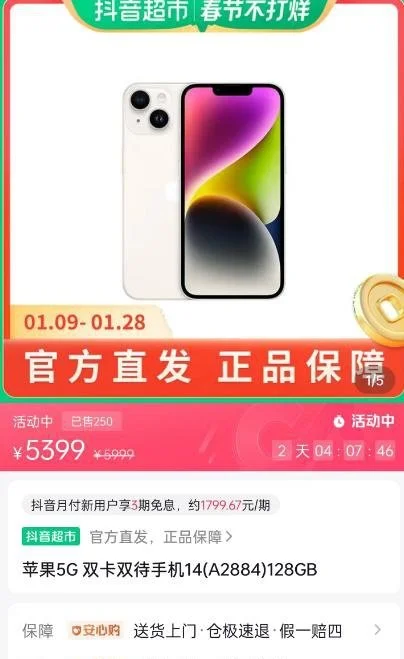 抖音超市 春节不打烊
01.09- 01.28
官方直发 正品保障
1/5
活动中 已售250 活动中
¥5399 ¥5999 2 天 04 : 07 : 46
抖音月付新用户享3期免息，约1799.67元/期
抖音超市 官方直发，正品保障
苹果5G 双卡双待手机14(A2884)128GB
保障 安心购 送货上门 · 仓极速退 · 假一赔四